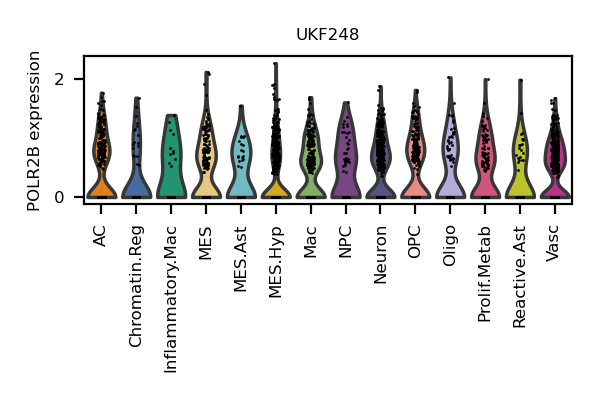 UKF248
POLR2B expression
2
0
AC
Chromatin.Reg
Inflammatory.Mac
MES
MES.Ast
MES.Hyp
Mac
NPC
Neuron
OPC
Oligo
Prolif.Metab
Reactive.Ast
Vasc